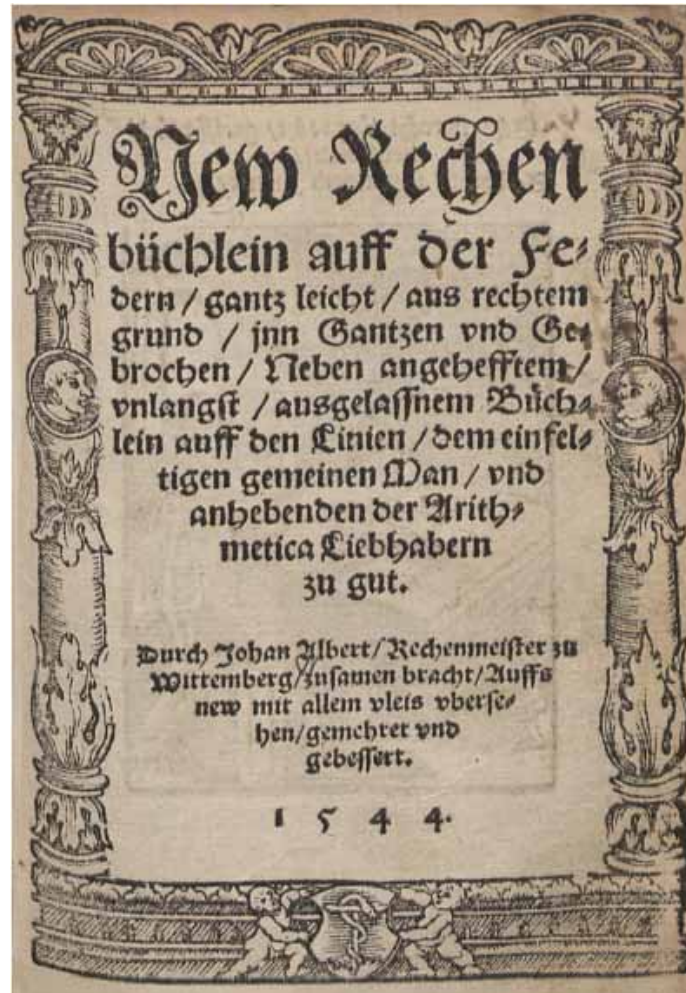 New Rechen
büchlein auff der Fe⸗
dern / gantz leicht / aus rechtem
grund / jnn Gantzen vnd Ge⸗
brochen / Neben angehefftem /
vnlangst / ausgelaſſnem Büch⸗
lein auff den Linien / dem einfel⸗
tigen gemeinen Man / vnd
anhebenden der Arith⸗
metica Liebhabern
zu gut.
Durch Johan Albert / Rechenmeiſter zu
Wittemberg / zuſamen bracht / Auffs
new mit allem vleis vberſe⸗
hen / gemehret vnd
gebeſſert.
1 5 4 4.